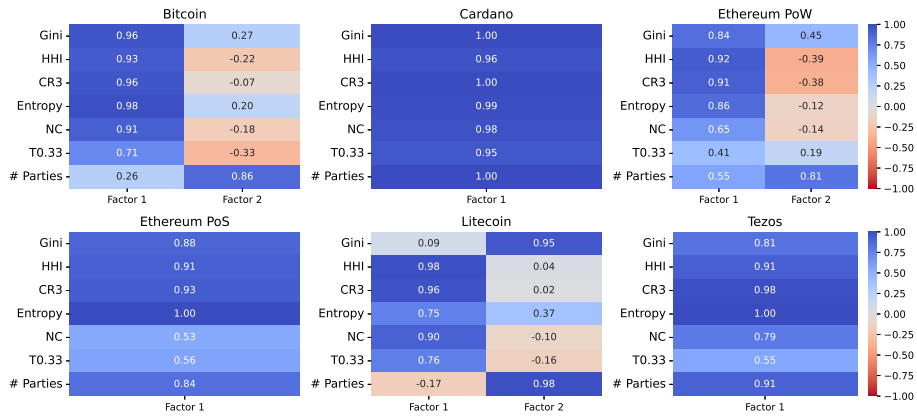 Bitcoin
Gini 0.96 0.27
HHI 0.93 -0.22
CR3 0.96 -0.07
Entropy 0.98 0.20
NC 0.91 -0.18
T0.33 0.71 -0.33
# Parties 0.26 0.86
Factor 1 Factor 2
Cardano
Gini 1.00
HHI 0.96
CR3 1.00
Entropy 0.99
NC 0.98
T0.33 0.95
# Parties 1.00
Factor 1
Ethereum PoW
Gini 0.84 0.45
HHI 0.92 -0.39
CR3 0.91 -0.38
Entropy 0.86 -0.12
NC 0.65 -0.14
T0.33 0.41 0.19
# Parties 0.55 0.81
Factor 1 Factor 2
1.00
0.75
0.50
0.25
0.00
−0.25
−0.50
−0.75
−1.00
Ethereum PoS
Gini 0.88
HHI 0.91
CR3 0.93
Entropy 1.00
NC 0.53
T0.33 0.56
# Parties 0.84
Factor 1
Litecoin
Gini 0.09 0.95
HHI 0.98 0.04
CR3 0.96 0.02
Entropy 0.75 0.37
NC 0.90 -0.10
T0.33 0.76 -0.16
# Parties -0.17 0.98
Factor 1 Factor 2
Tezos
Gini 0.81
HHI 0.91
CR3 0.98
Entropy 1.00
NC 0.79
T0.33 0.55
# Parties 0.91
Factor 1
1.00
0.75
0.50
0.25
0.00
−0.25
−0.50
−0.75
−1.00